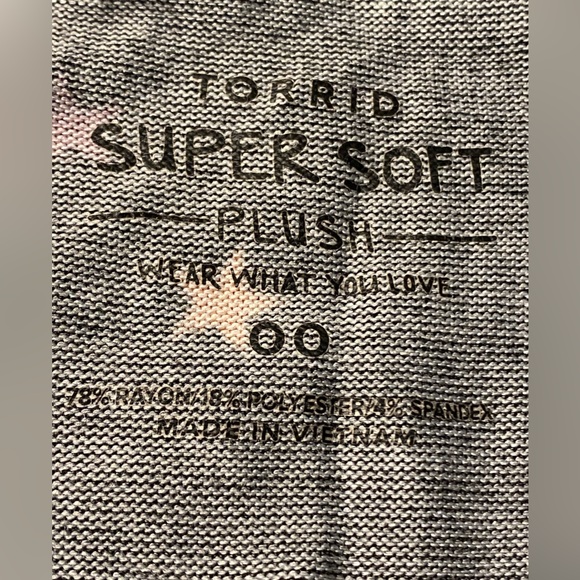 TORRID
SUPER SOFT
PLUSH
WEAR WHAT YOU LOVE
00
78% RAYON/18% POLYESTER/4% SPANDEX
MADE IN VIETNAM